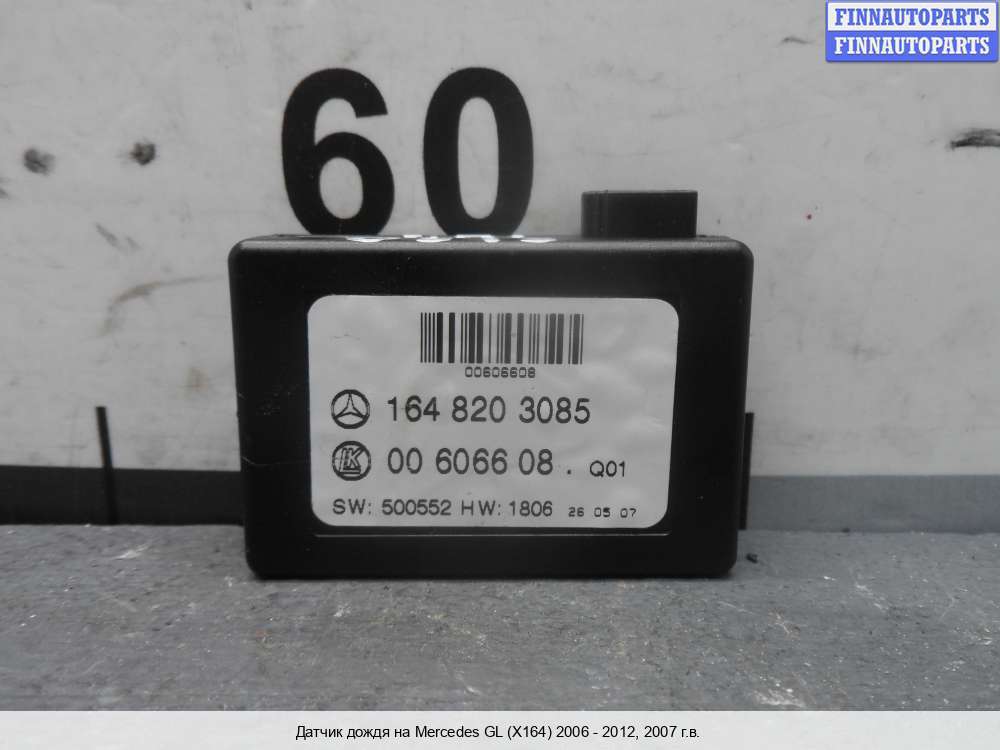 FINNAUTOPARTS
FINNAUTOPARTS
60
00606608
164 820 3085
LK 00 6066 08 . Q01
SW: 500552 HW: 1806 26 05 07
Датчик дождя на Mercedes GL (X164) 2006 - 2012, 2007 г.в.